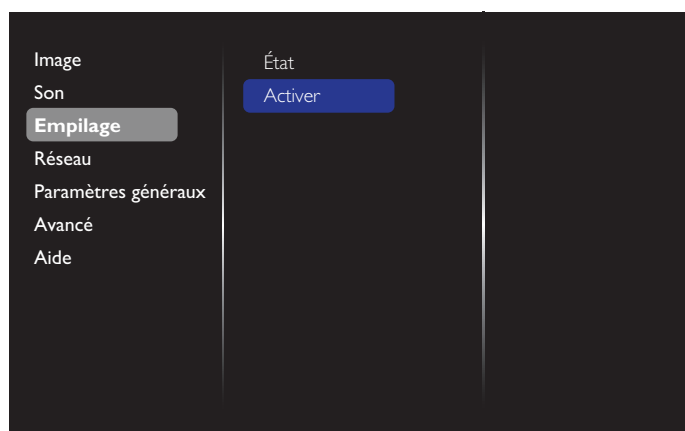 Image
Son
Empilage
Réseau
Paramètres généraux
Avancé
Aide
État
Activer